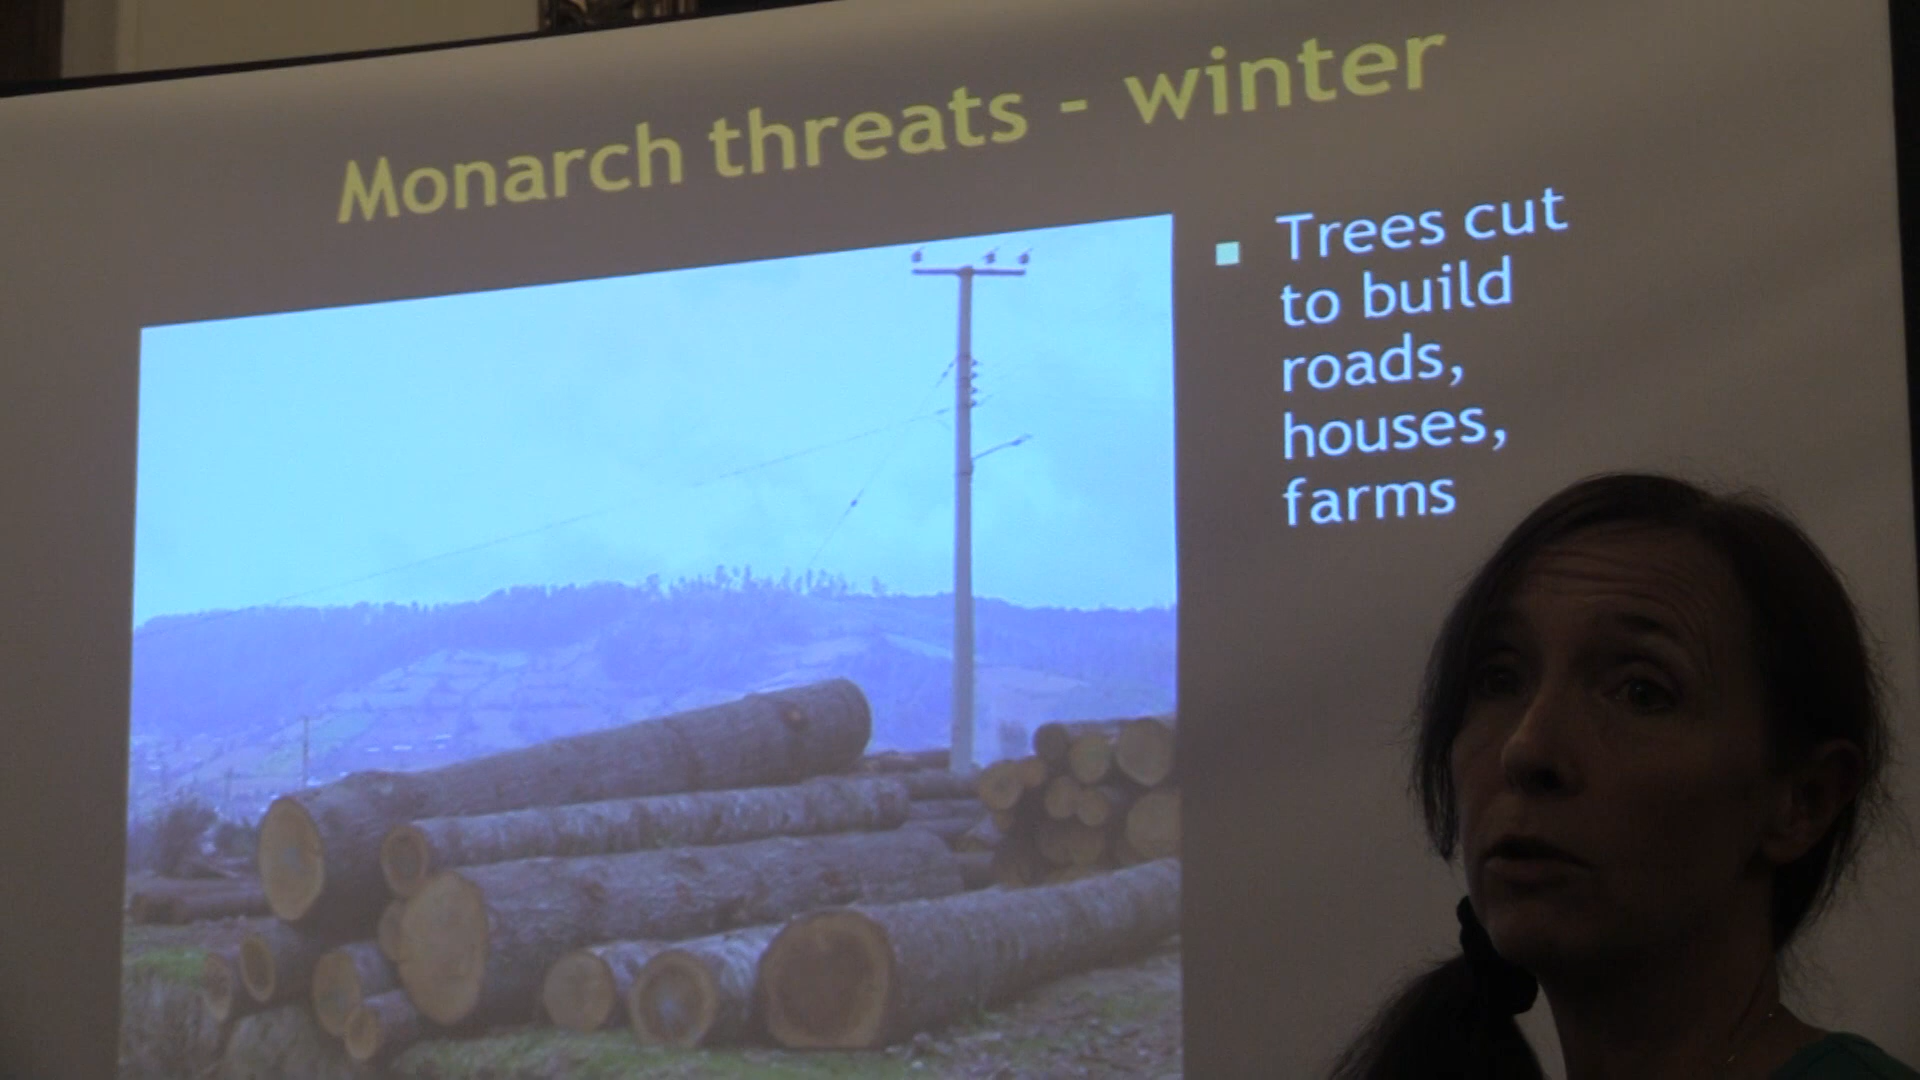 Monarch threats - winter
Trees cut
to build
roads,
houses,
farms